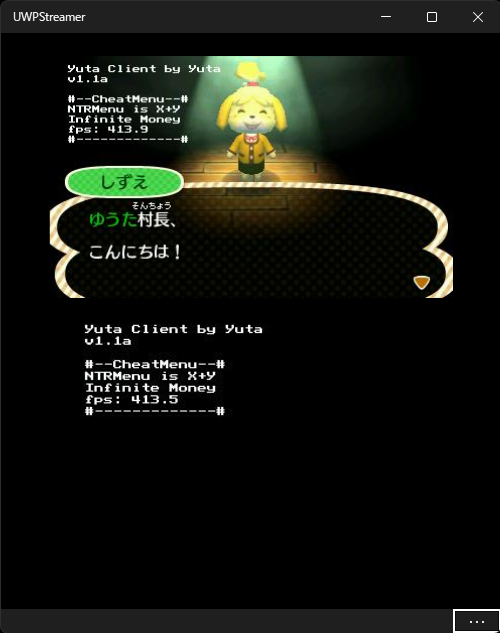 UWPStreamer
Yuta Client by Yuta
v1.1a
#--CheatMenu--#
NTRMenu is X+Y
Infinite Money
fps: 413.9
#-------------#
しずえ
そんちょう
ゆうた村長、
こんにちは！
Yuta Client by Yuta
v1.1a
#--CheatMenu--#
NTRMenu is X+Y
Infinite Money
fps: 413.5
#-------------#